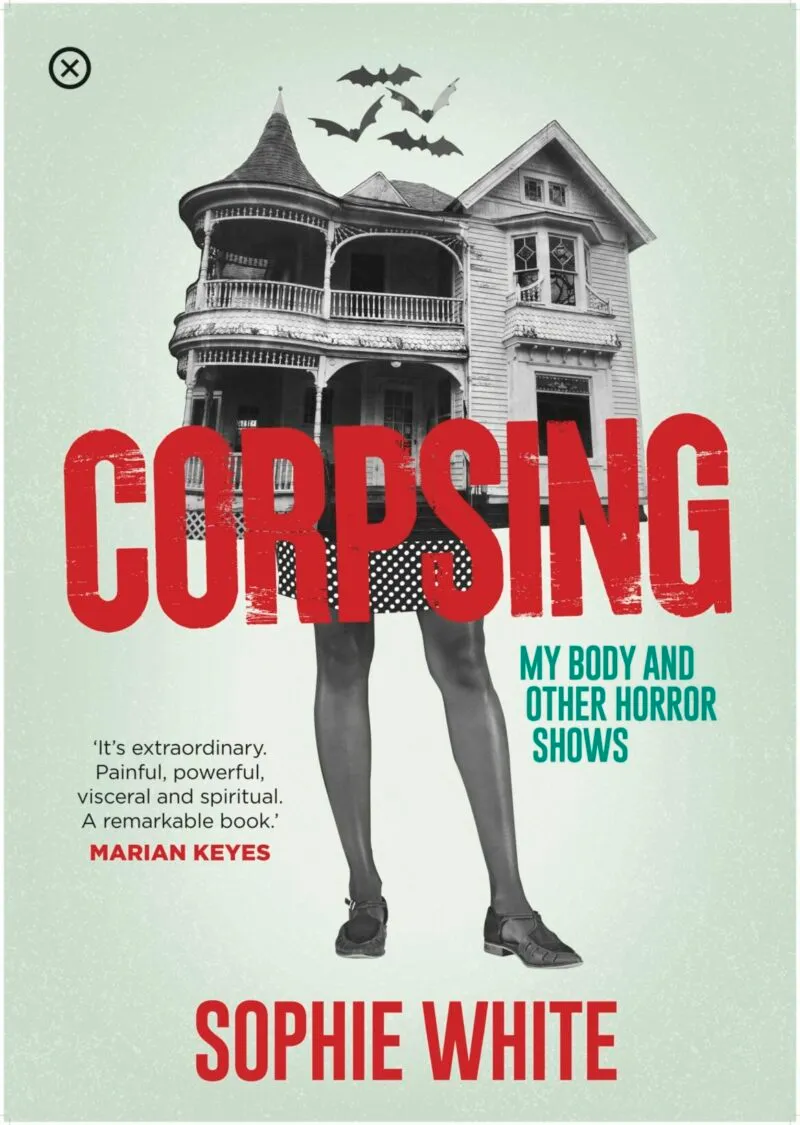 CORPSING
MY BODY AND
OTHER HORROR
SHOWS
‘It’s extraordinary.
Painful, powerful,
visceral and spiritual.
A remarkable book.’
MARIAN KEYES
SOPHIE WHITE